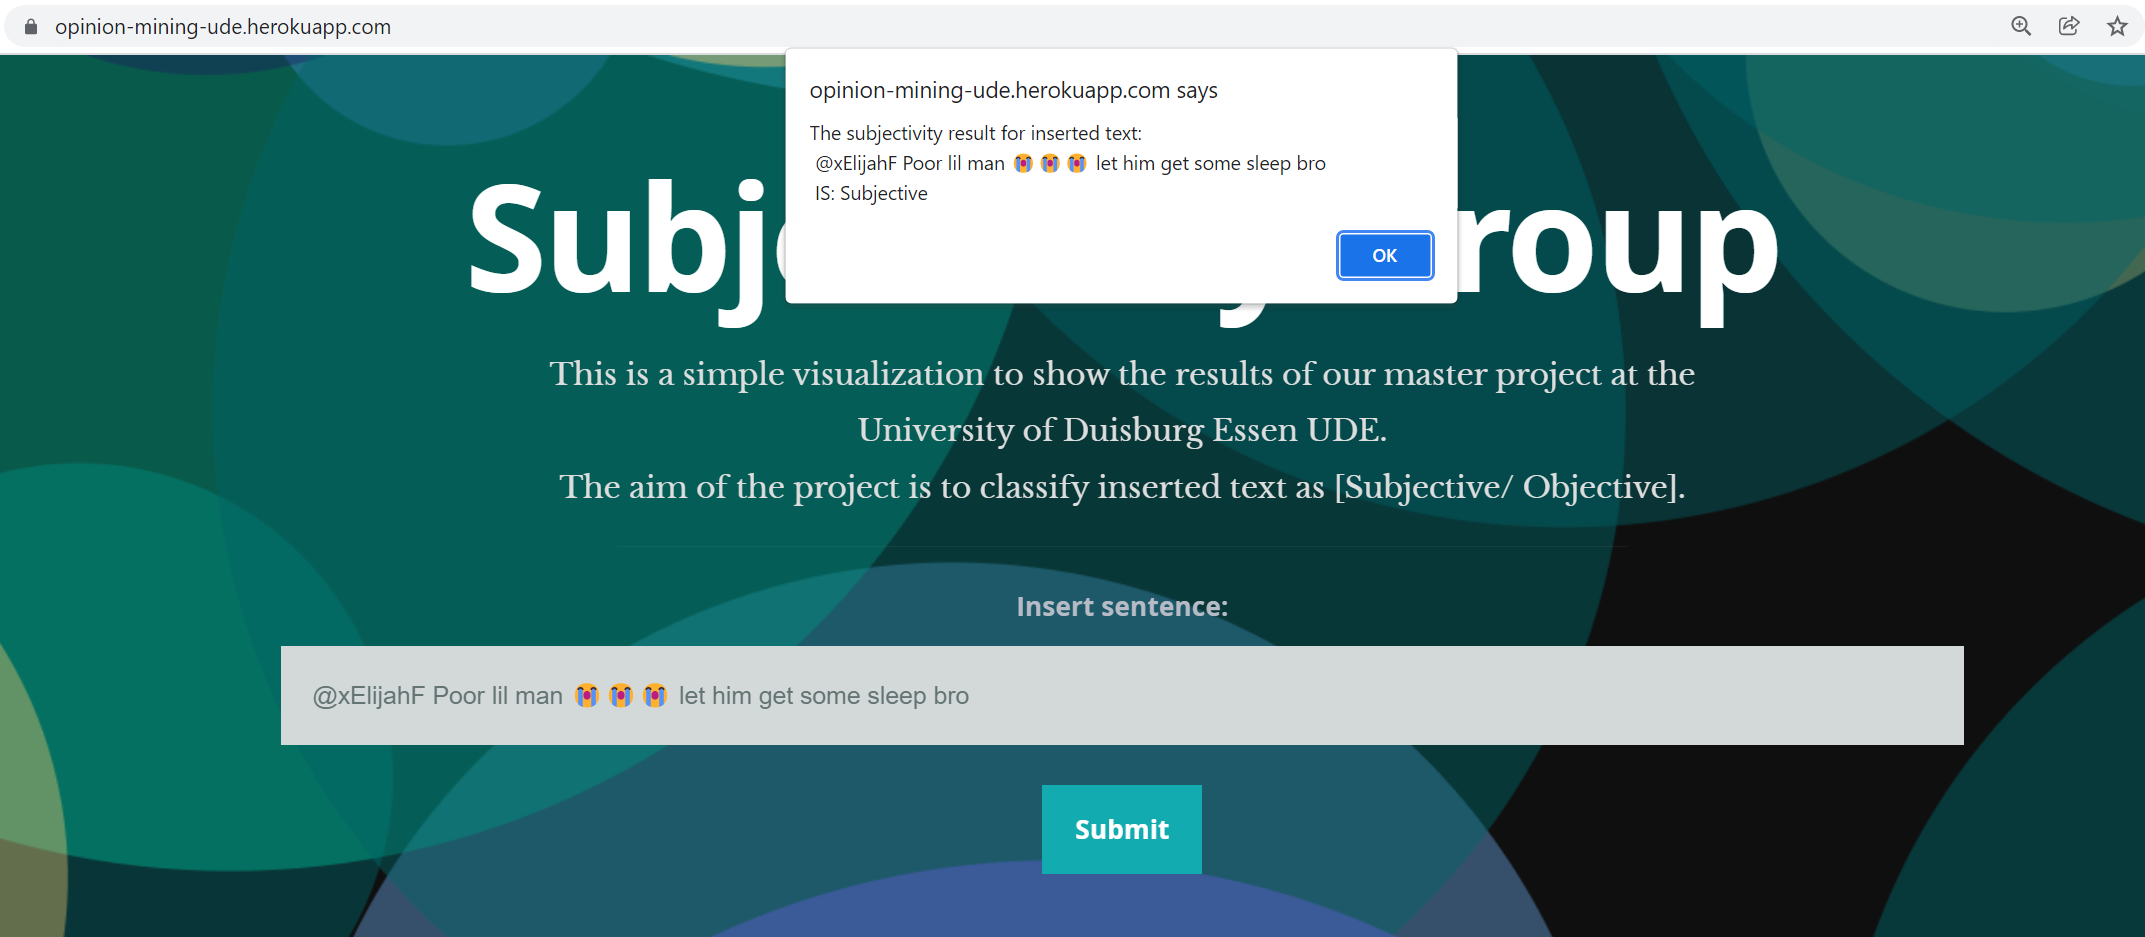 opinion-mining-ude.herokuapp.com
opinion-mining-ude.herokuapp.com says
The subjectivity result for inserted text:
@xElijahF Poor lil man 😭😭😭 let him get some sleep bro
IS: Subjective
OK
This is a simple visualization to show the results of our master project at the
University of Duisburg Essen UDE.
The aim of the project is to classify inserted text as [Subjective/ Objective].
Insert sentence:
@xElijahF Poor lil man 😭😭😭 let him get some sleep bro
Submit